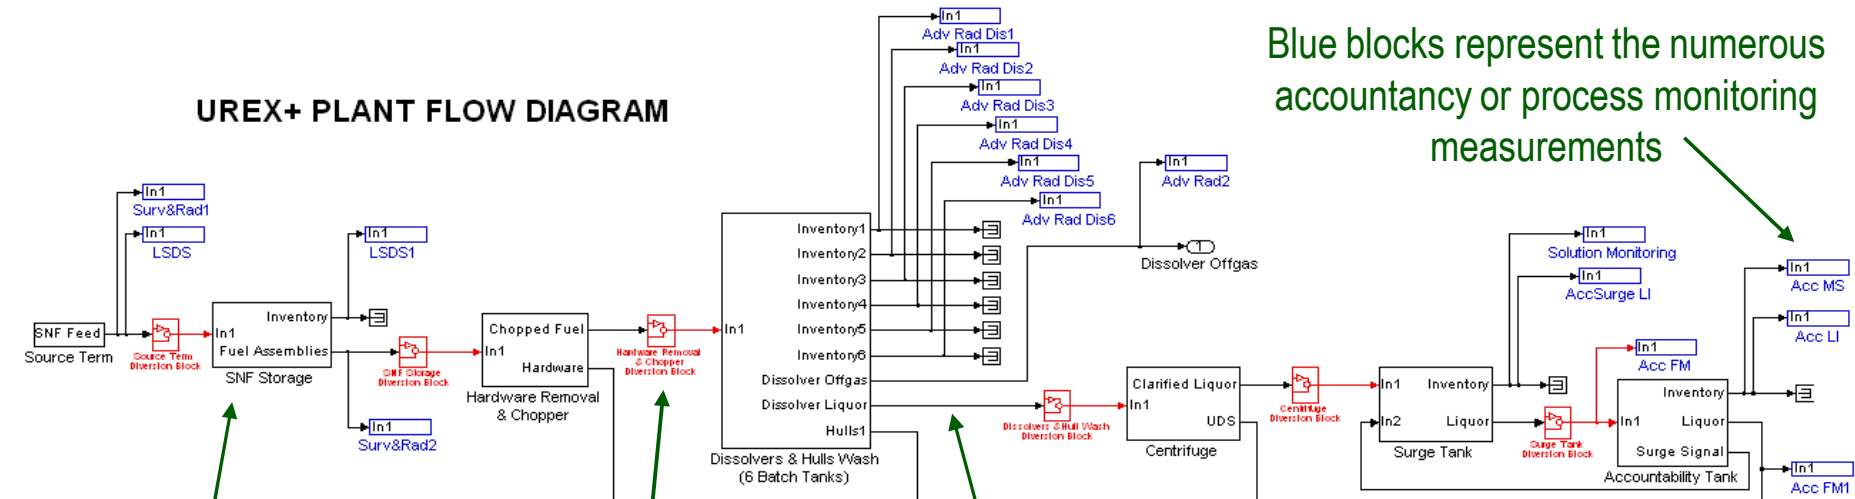 UREX+ PLANT FLOW DIAGRAM
Blue blocks represent the numerous
accountancy or process monitoring
measurements
In1
Adv Rad Dis1
In1
Adv Rad Dis2
In1
Adv Rad Dis3
In1
Adv Rad Dis4
In1
Adv Rad Dis5
In1
Adv Rad Dis6
In1
Adv Rad2
1
Dissolver Offgas
In1
Surv&Rad1
In1
LSDS
In1
LSDS1
SNF Feed
Source Term
Source Term
Diversion Block
In1
Inventory
Fuel Assemblies
SNF Storage
SNF Storage
Diversion Block
In1
Surv&Rad2
In1
Chopped Fuel
Hardware
Hardware Removal
& Chopper
Hardware Removal
& Chopper
Diversion Block
In1
Inventory1
Inventory2
Inventory3
Inventory4
Inventory5
Inventory6
Dissolver Offgas
Dissolver Liquor
Hulls1
Dissolvers & Hulls Wash
(6 Batch Tanks)
Dissolvers & Hull Wash
Diversion Block
In1
Clarified Liquor
UDS
Centrifuge
Centrifuge
Diversion Block
In1
In2
Inventory
Liquor
Surge Tank
In1
Solution Monitoring
In1
AccSurge LI
Surge Tank
Diversion Block
In1
Acc FM
In1
Inventory
Liquor
Surge Signal
Accountability Tank
In1
Acc MS
In1
Acc LI
In1
Acc FM1